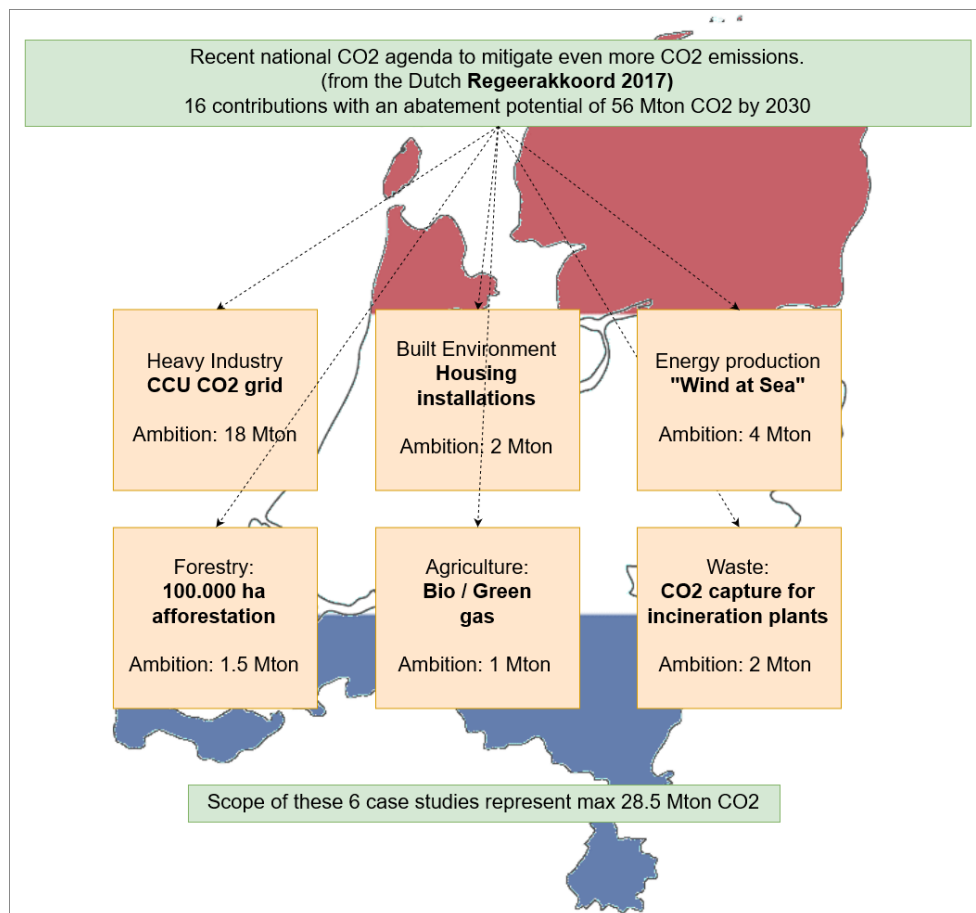 Recent national CO2 agenda to mitigate even more CO2 emissions.
(from the Dutch Regeerakkoord 2017)
16 contributions with an abatement potential of 56 Mton CO2 by 2030
Heavy Industry
CCU CO2 grid
Ambition: 18 Mton
Built Environment
Housing
installations
Ambition: 2 Mton
Energy production
"Wind at Sea"
Ambition: 4 Mton
Forestry:
100.000 ha
afforestation
Ambition: 1.5 Mton
Agriculture:
Bio / Green
gas
Ambition: 1 Mton
Waste:
CO2 capture for
incineration plants
Ambition: 2 Mton
Scope of these 6 case studies represent max 28.5 Mton CO2